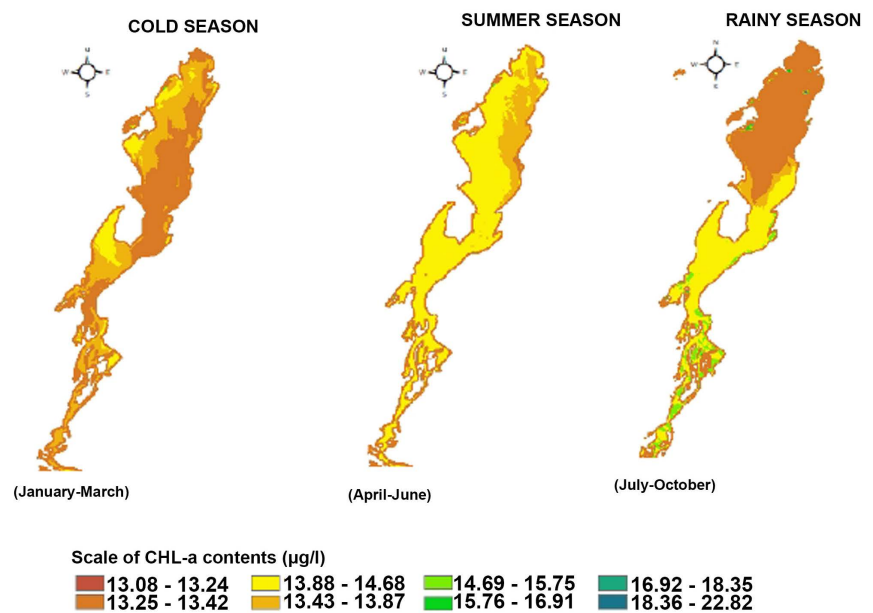 COLD SEASON
SUMMER SEASON
RAINY SEASON
N
W E
S
N
W E
S
N
W E
(January-March)
(April-June)
(July-October)
Scale of CHL-a contents (µg/l)
13.08 - 13.24 13.88 - 14.68 14.69 - 15.75 16.92 - 18.35
13.25 - 13.42 13.43 - 13.87 15.76 - 16.91 18.36 - 22.82